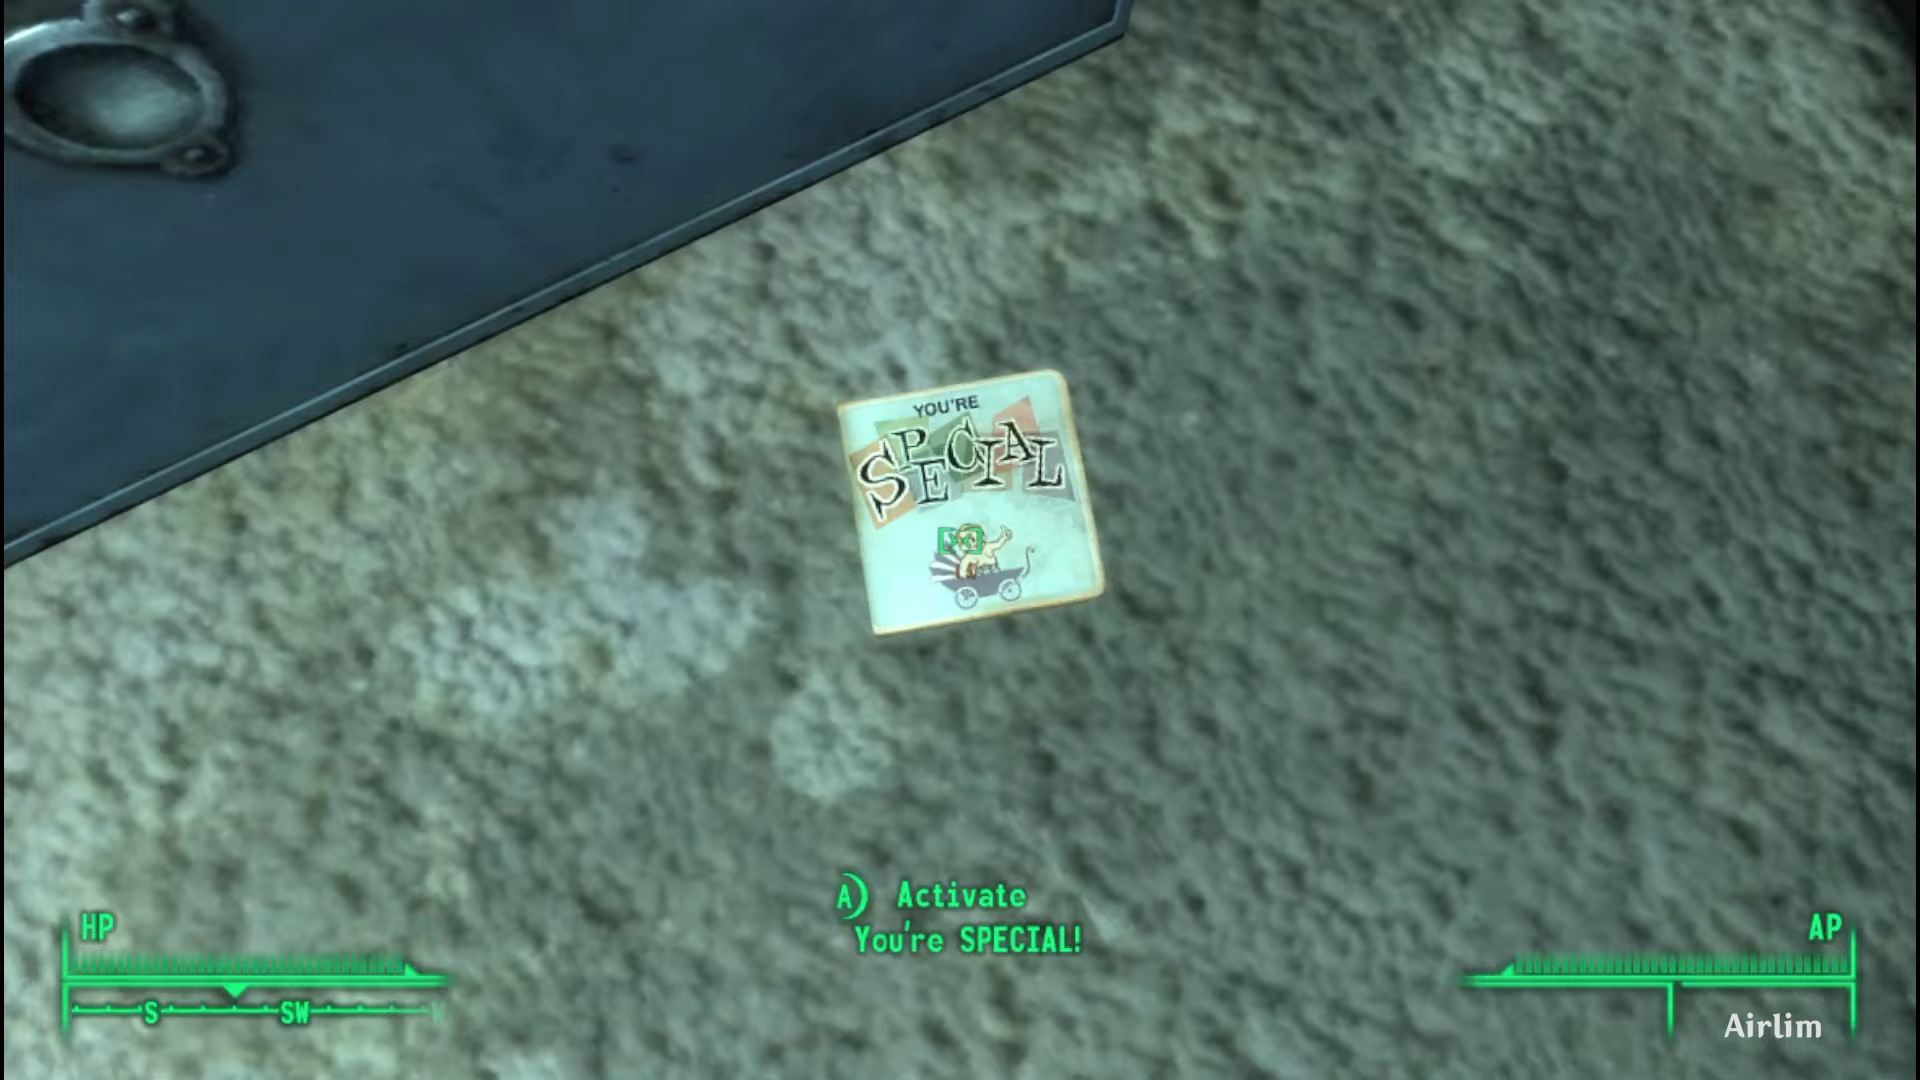 YOU'RE
SPECIAL
A) Activate
You're SPECIAL!
HP
S SW W
AP
Airlim